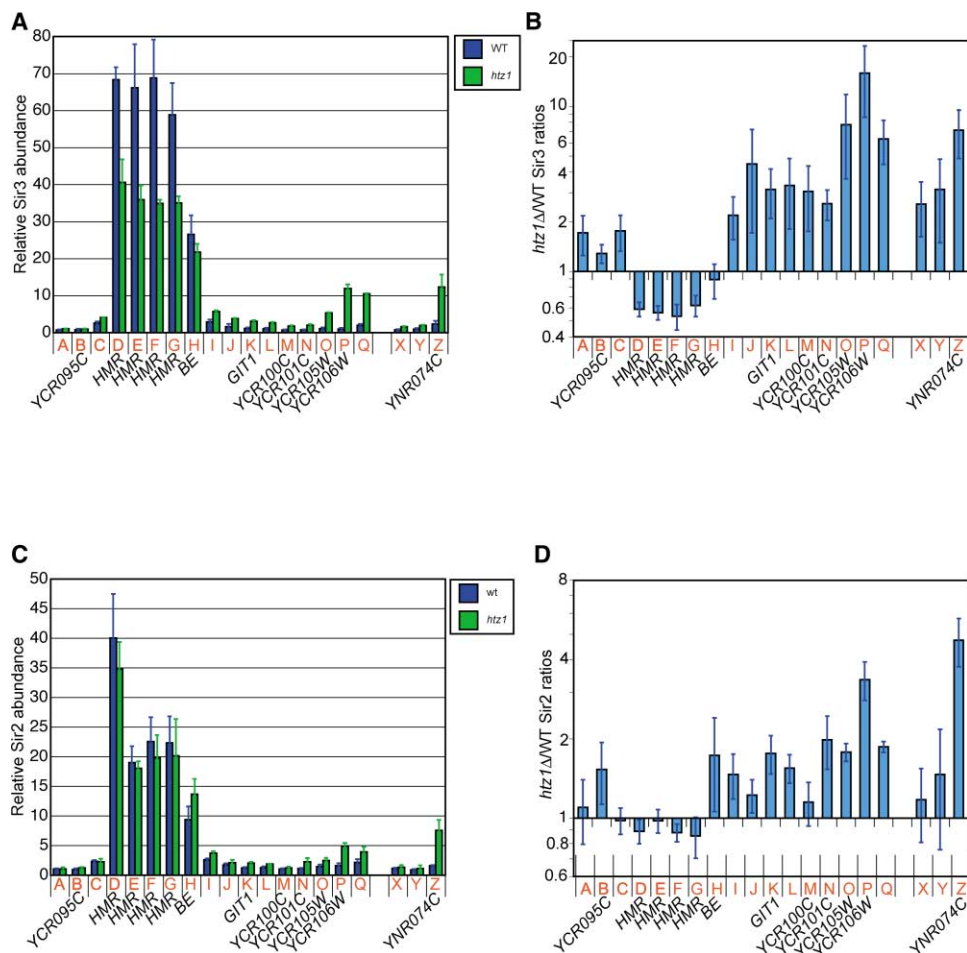 A
Relative Sir3 abundance
80
70
60
50
40
30
20
10
0
WT
htz1
A B C D E F G H I J K L M N O P Q X Y Z
YCR095C HMR HMR HMR HMR BE GIT1 YCR100C YCR101C YCR105W YCR106W YNR074C
B
htz1Δ/WT Sir3 ratios
20
10
4
2
1
0.6
0.4
A B C D E F G H I J K L M N O P Q X Y Z
YCR095C HMR HMR HMR HMR BE GIT1 YCR100C YCR101C YCR105W YCR106W YNR074C
C
Relative Sir2 abundance
50
45
40
35
30
25
20
15
10
5
0
wt
htz1
A B C D E F G H I J K L M N O P Q X Y Z
YCR095C HMR HMR HMR HMR BE GIT1 YCR100C YCR101C YCR105W YCR106W YNR074C
D
htz1Δ/WT Sir2 ratios
8
4
2
1
0.8
0.6
A B C D E F G H I J K L M N O P Q X Y Z
YCR095C HMR HMR HMR HMR BE GIT1 YCR100C YCR101C YCR105W YCR106W YNR074C